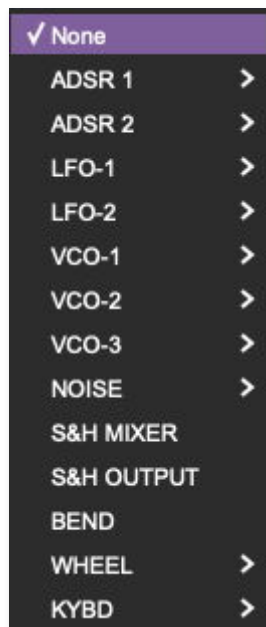 ✓ None
ADSR 1 >
ADSR 2 >
LFO-1 >
LFO-2 >
VCO-1 >
VCO-2 >
VCO-3 >
NOISE >
S&H MIXER
S&H OUTPUT
BEND
WHEEL >
KYBD >